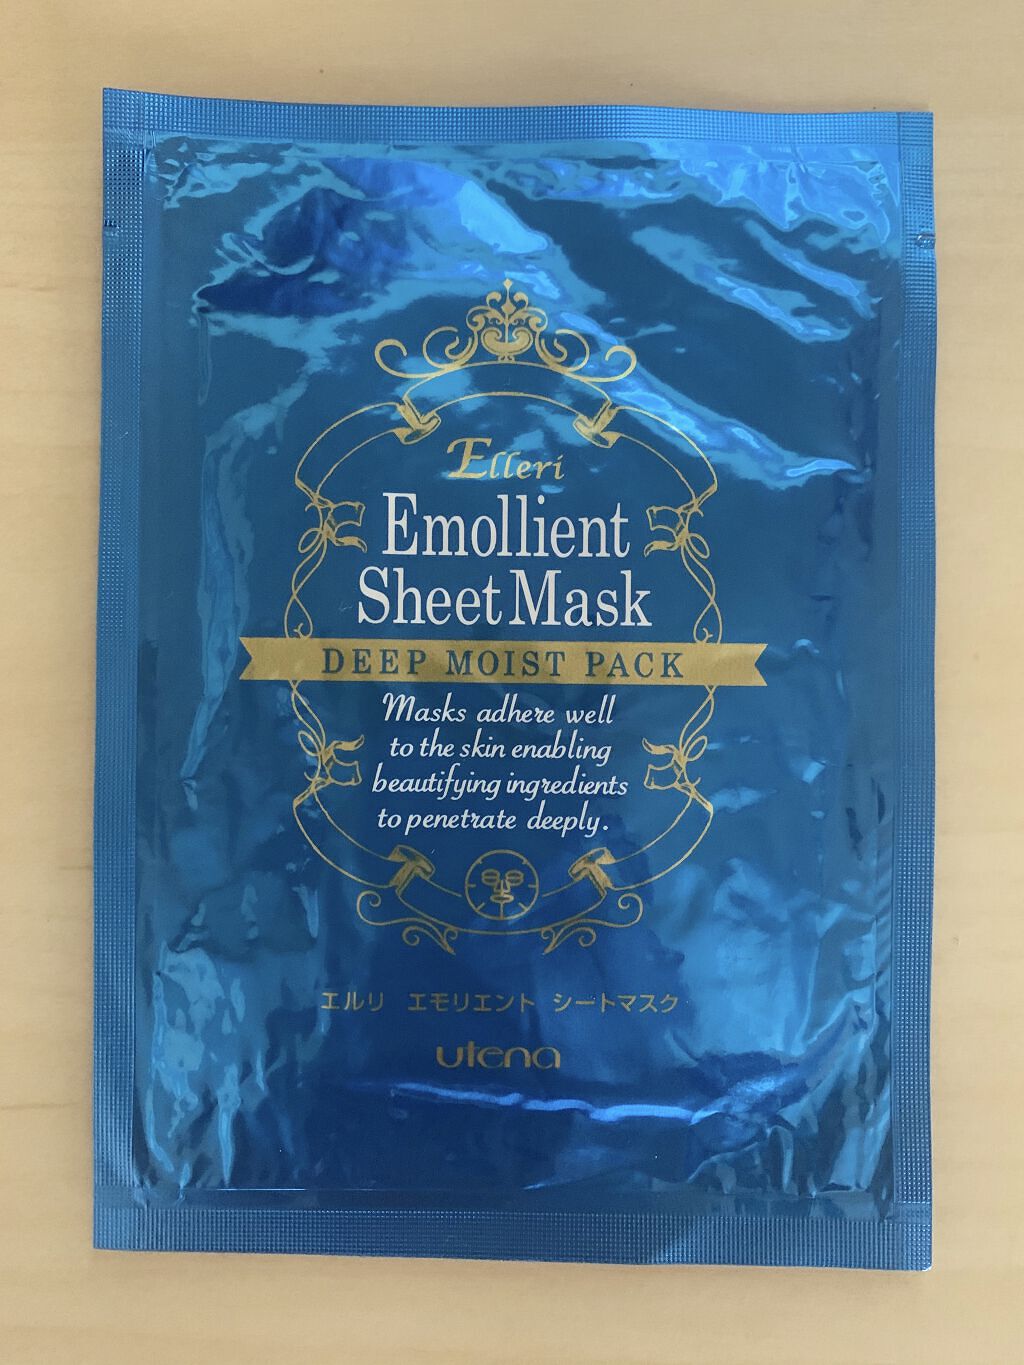 Elleri
Emollient
Sheet Mask
DEEP MOIST PACK
Masks adhere well
to the skin enabling
beautifying ingredients
to penetrate deeply.
エルリ エモリエント シートマスク
utena